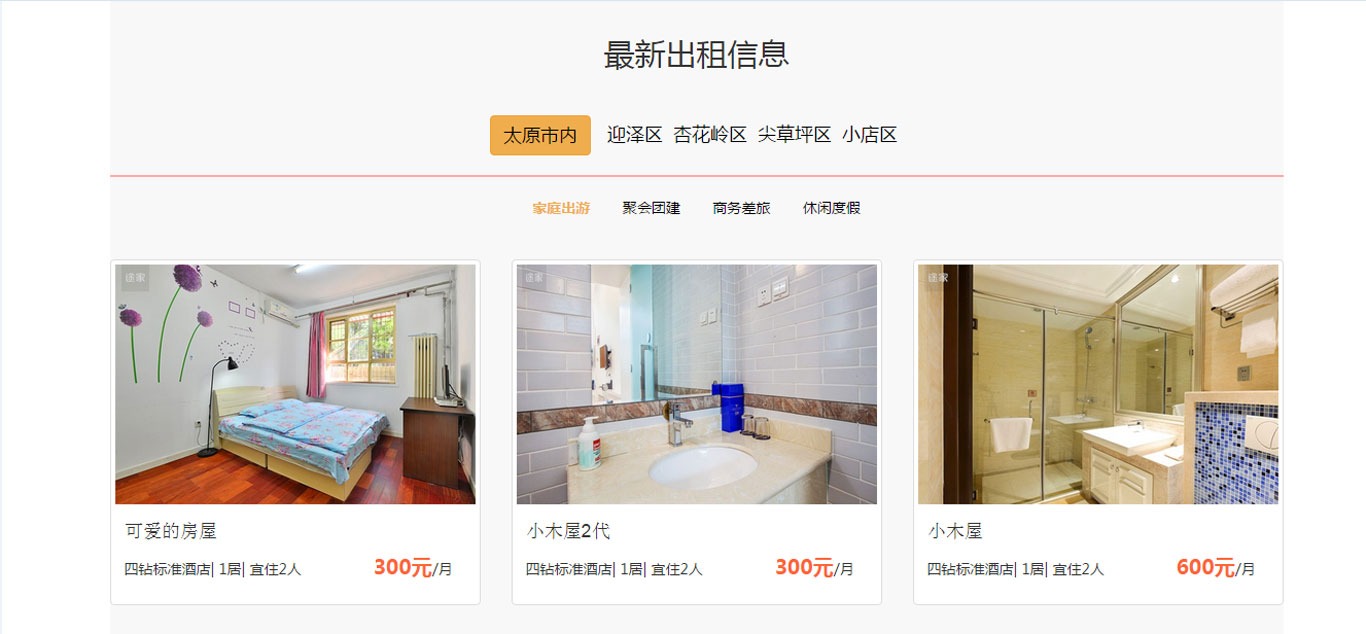 最新出租信息
太原市内 迎泽区 杏花岭区 尖草坪区 小店区
家庭出游 聚会团建 商务差旅 休闲度假
途家 途家 途家
可爱的房屋 小木屋2代 小木屋
四钻标准酒店| 1居| 宜住2人 300元/月 四钻标准酒店| 1居| 宜住2人 300元/月 四钻标准酒店| 1居| 宜住2人 600元/月